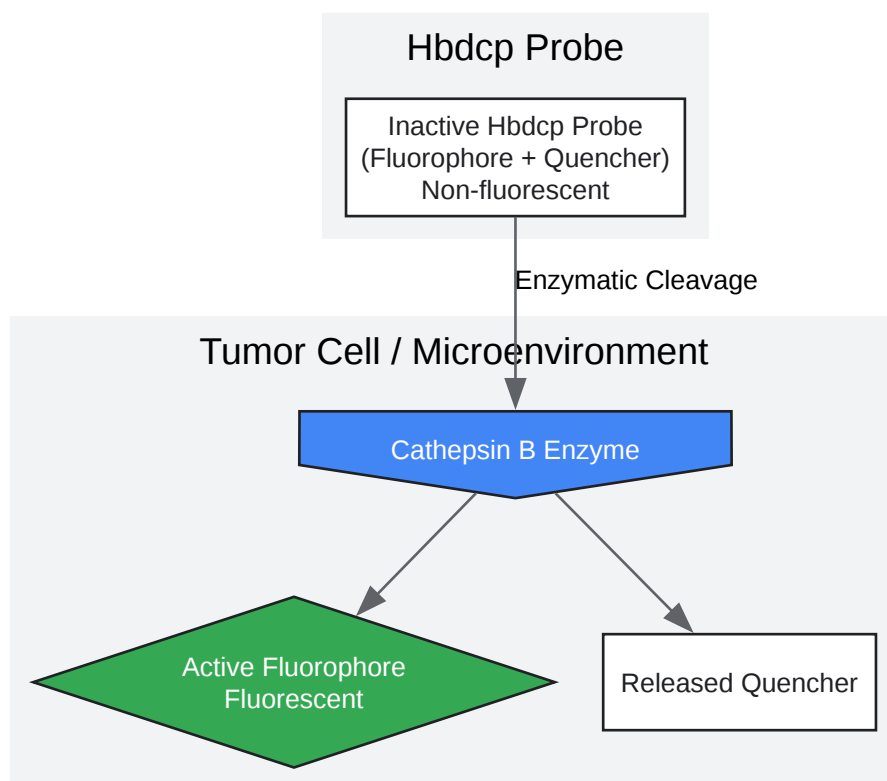 Hbdcp Probe
Inactive Hbdcp Probe
(Fluorophore + Quencher)
Non-fluorescent
Enzymatic Cleavage
Tumor Cell / Microenvironment
Cathepsin B Enzyme
Active Fluorophore
Fluorescent
Released Quencher